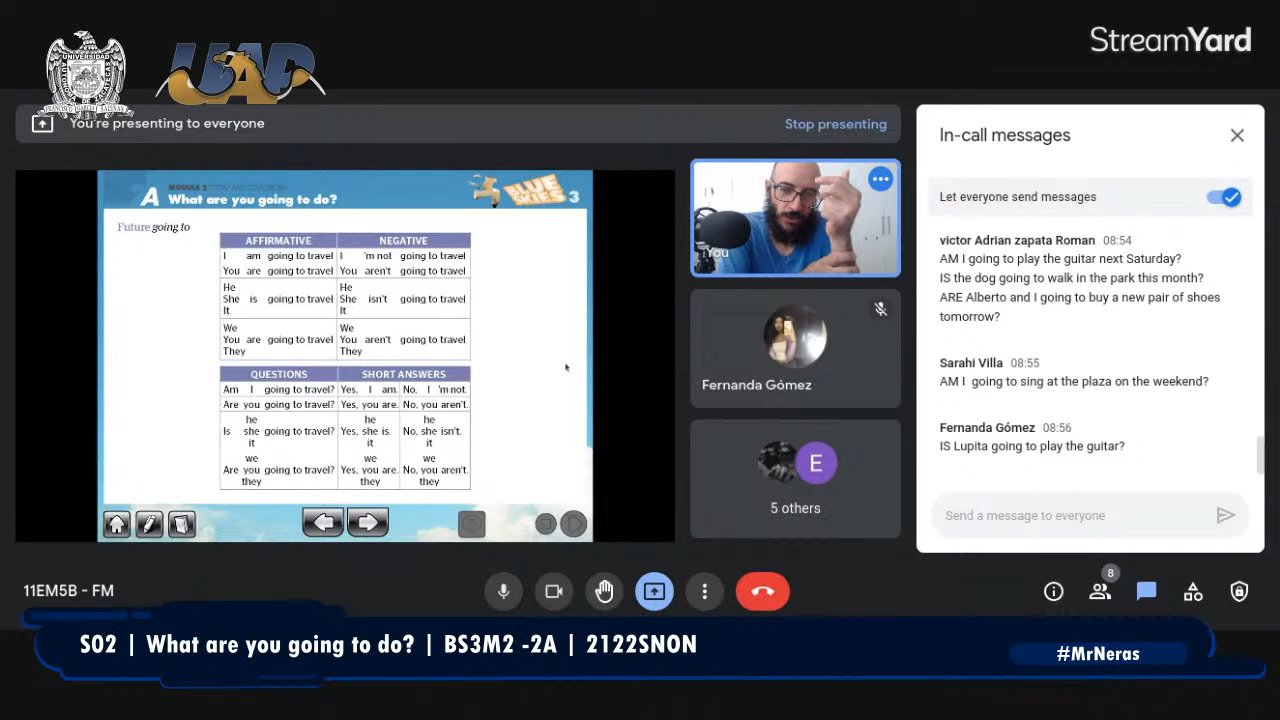 StreamYard
UNIVERSIDAD
UAP
You're presenting to everyone
Stop presenting
A
MODULE 2 TODAY AND TOMORROW
What are you going to do?
BLUE
SKIES 3
Future going to
AFFIRMATIVE NEGATIVE
I am going to travel I 'm not going to travel
You are going to travel You aren't going to travel
He He
She is going to travel She isn't going to travel
It It
We We
You are going to travel You aren't going to travel
They They
QUESTIONS SHORT ANSWERS
Am I going to travel? Yes, I am. No, I 'm not.
Are you going to travel? Yes, you are. No, you aren't.
he he he
Is she going to travel? Yes, she is. No, she isn't.
it it it
we we we
Are you going to travel? Yes, you are. No, you aren't.
they they they
You
Fernanda Gómez
E
5 others
In-call messages
Let everyone send messages
victor Adrian zapata Roman 08:54
AM I going to play the guitar next Saturday?
IS the dog going to walk in the park this month?
ARE Alberto and I going to buy a new pair of shoes
tomorrow?
Sarahi Villa 08:55
AM I going to sing at the plaza on the weekend?
Fernanda Gómez 08:56
IS Lupita going to play the guitar?
Send a message to everyone
11EM5B - FM
8
S02 | What are you going to do? | BS3M2 -2A | 2122SNON
#MrNeras